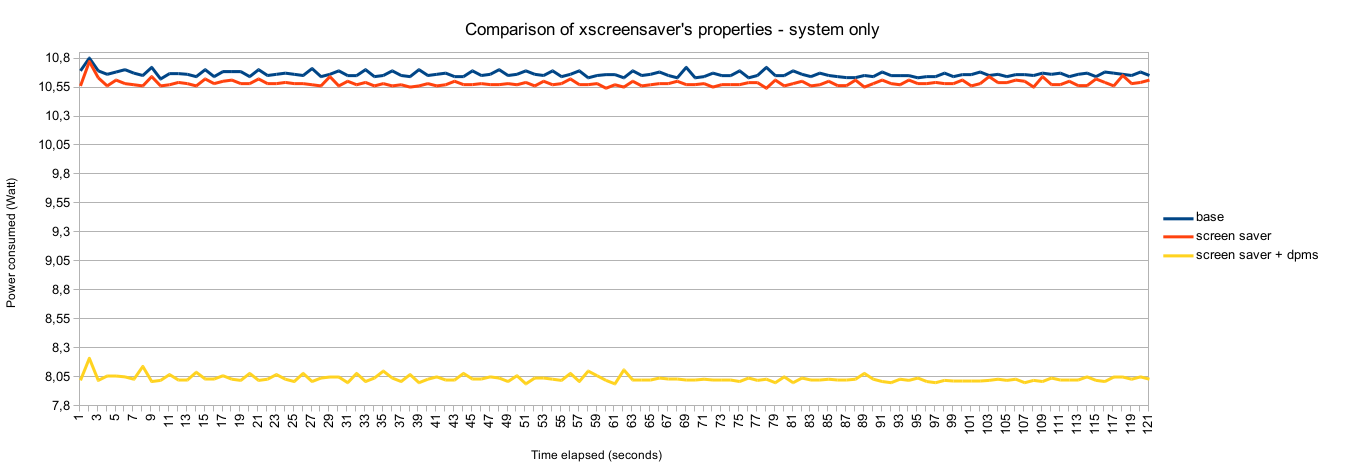 Comparison of xscreensaver's properties - system only
10,8
10,55
10,3
10,05
9,8
9,55
9,3
9,05
8,8
8,55
8,3
8,05
7,8
Power consumed (Watt)
base
screen saver
screen saver + dpms
1 3 5 7 9 11 13 15 17 19 21 23 25 27 29 31 33 35 37 39 41 43 45 47 49 51 53 55 57 59 61 63 65 67 69 71 73 75 77 79 81 83 85 87 89 91 93 95 97 99 101 103 105 107 109 111 113 115 117 119 121
Time elapsed (seconds)